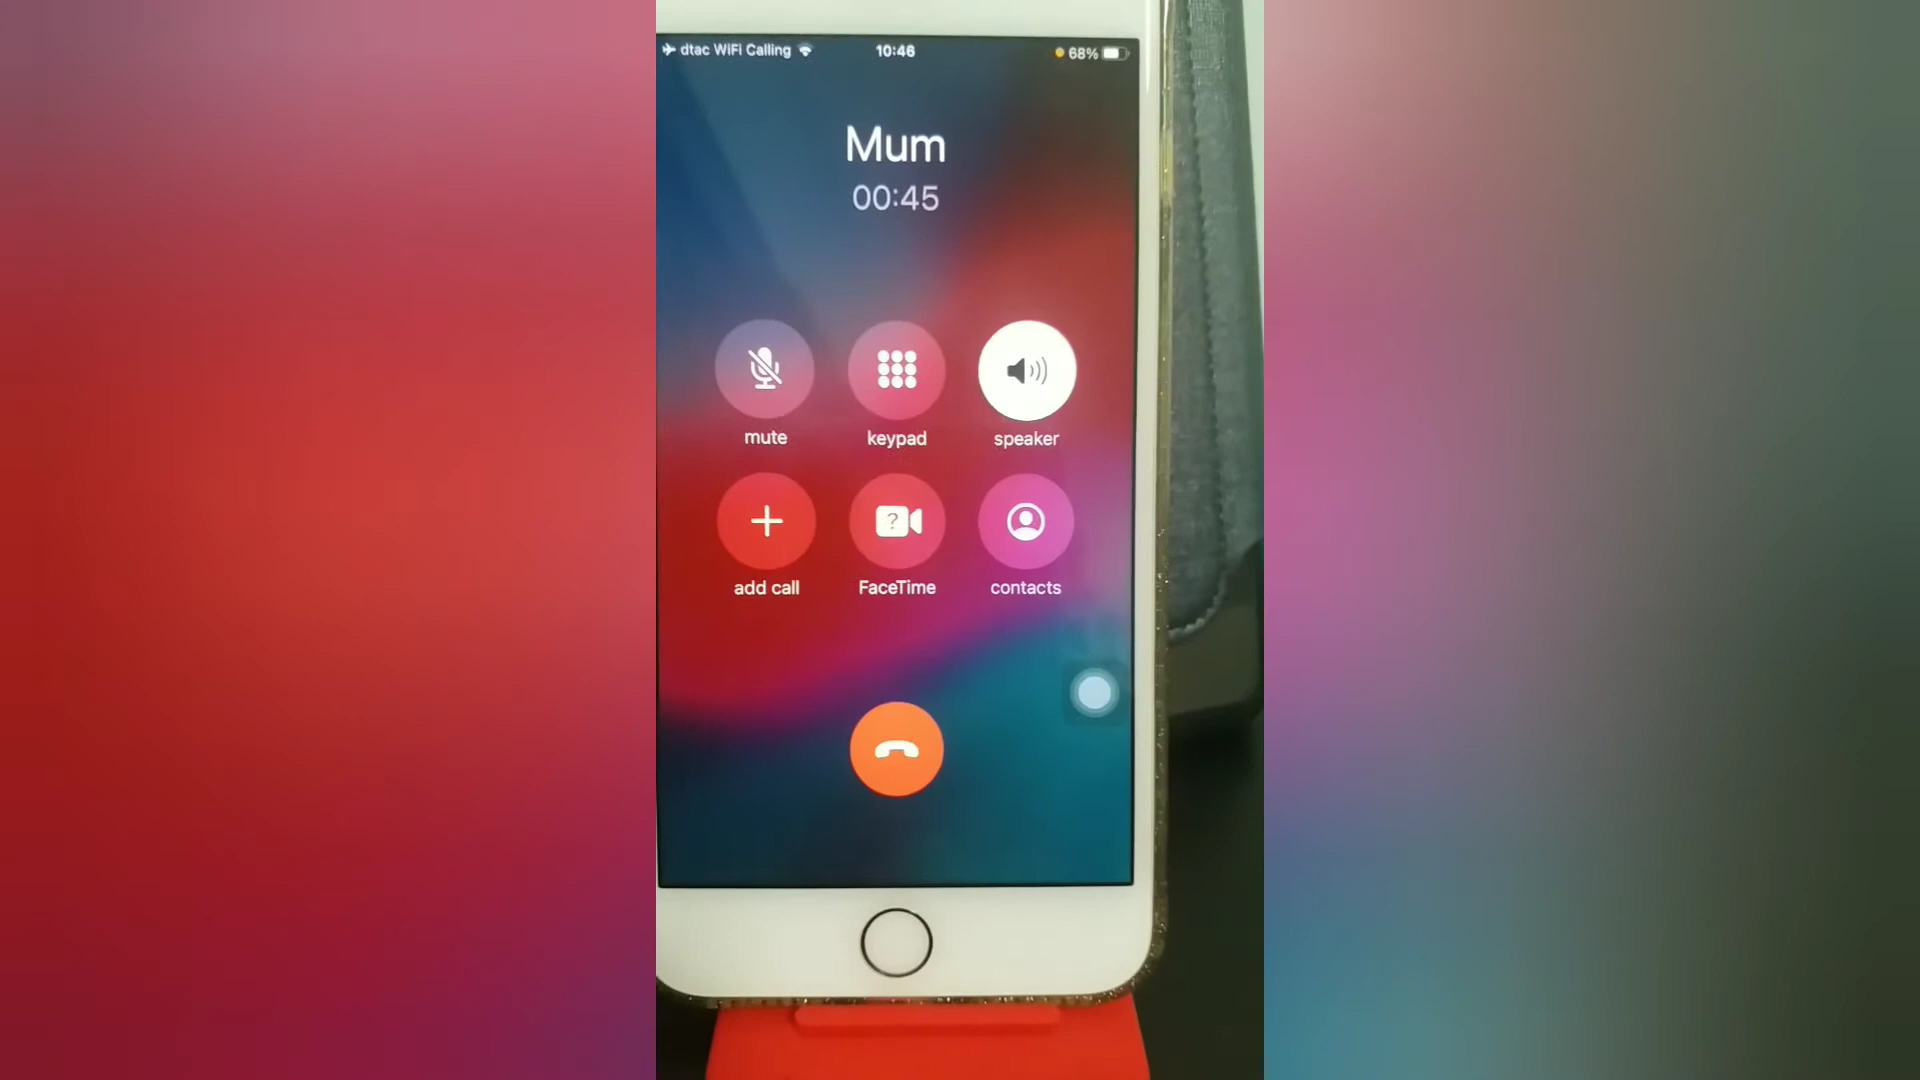 dtac WiFi Calling
10:46
68%
Mum
00:45
mute
keypad
speaker
?
add call
FaceTime
contacts